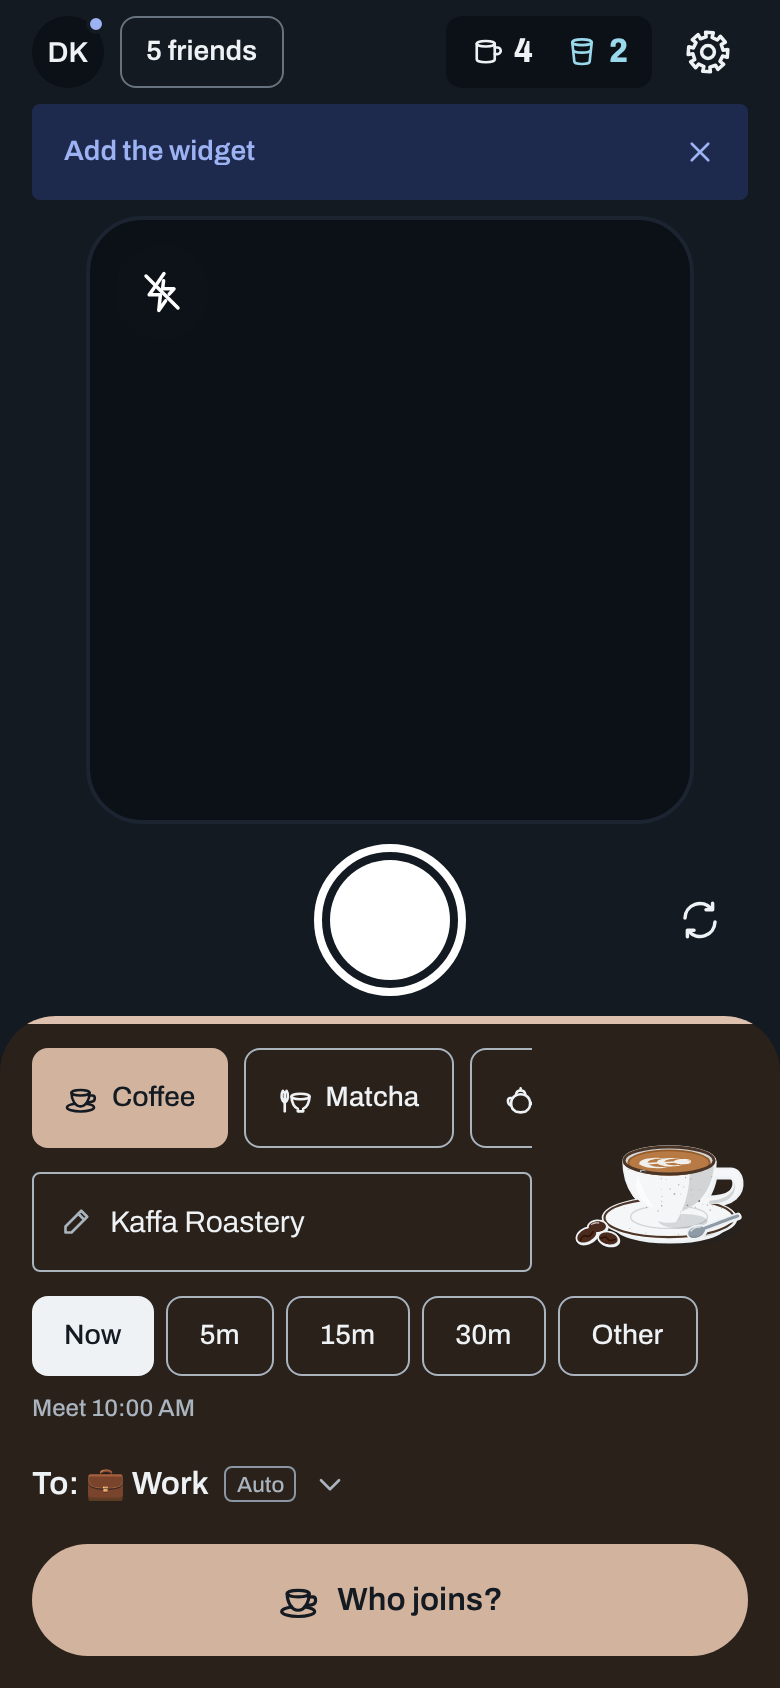 DK
5 friends
4
2
Add the widget
Coffee
Matcha
Kaffa Roastery
Now
5m
15m
30m
Other
Meet 10:00 AM
To: 💼 Work
Auto
Who joins?